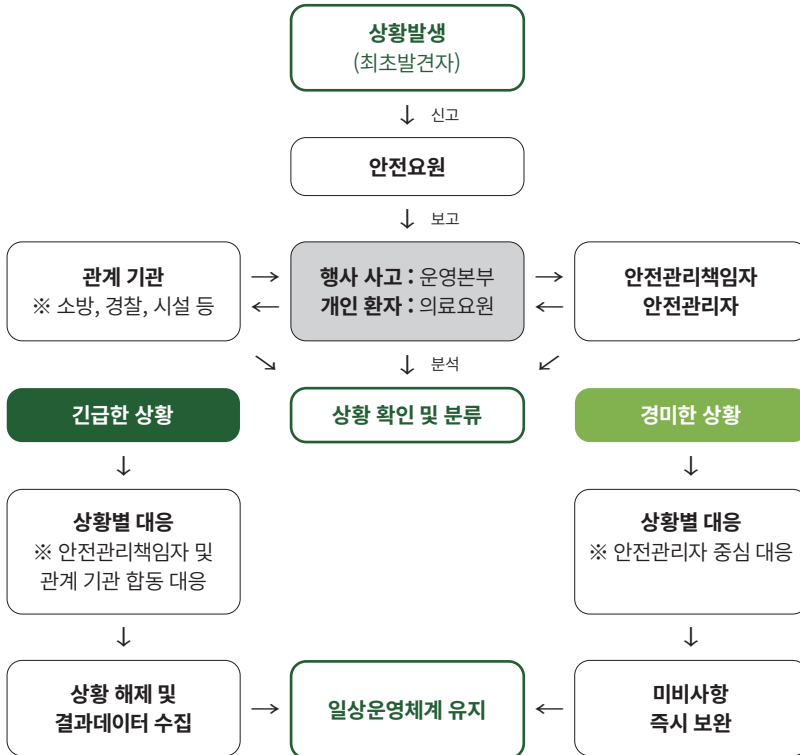 상황발생
(최초발견자)
↓ 신고
안전요원
↓ 보고
관계 기관
※ 소방, 경찰, 시설 등
→
←
행사 사고 : 운영본부
개인 환자 : 의료요원
→
←
안전관리책임자
안전관리자
↘
↓ 분석
↙
긴급한 상황
상황 확인 및 분류
경미한 상황
↓
↓
상황별 대응
※ 안전관리책임자 및
관계 기관 합동 대응
상황별 대응
※ 안전관리자 중심 대응
↓
↓
상황 해제 및
결과데이터 수집
→
일상운영체계 유지
←
미비사항
즉시 보완